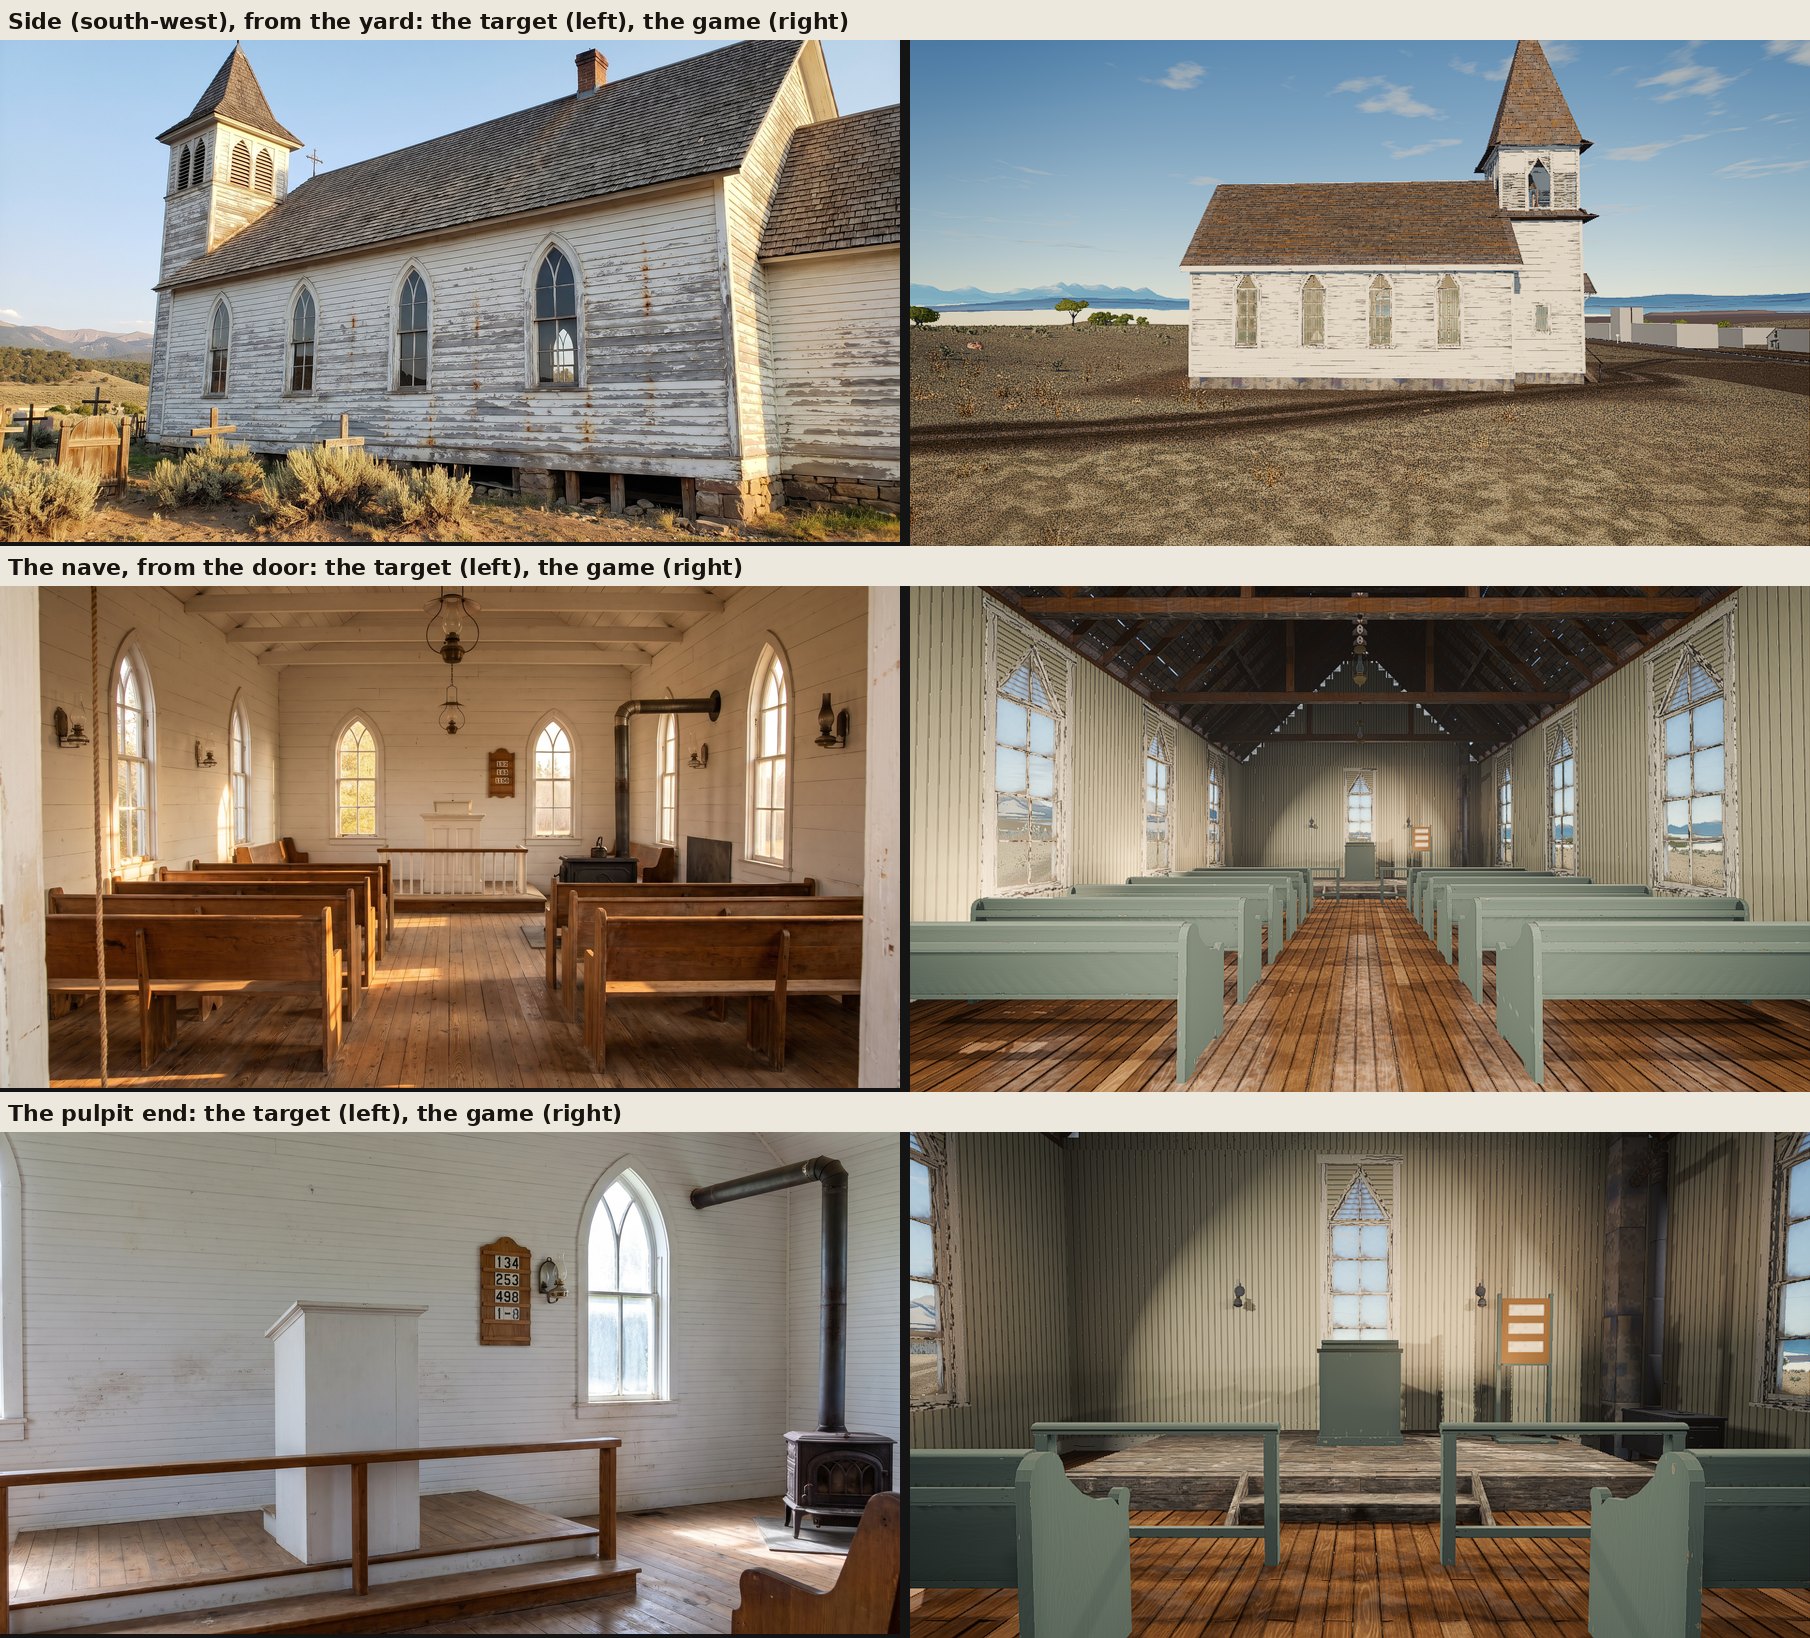 Side (south-west), from the yard: the target (left), the game (right)
The nave, from the door: the target (left), the game (right)
The pulpit end: the target (left), the game (right)
134
253
498
1-8